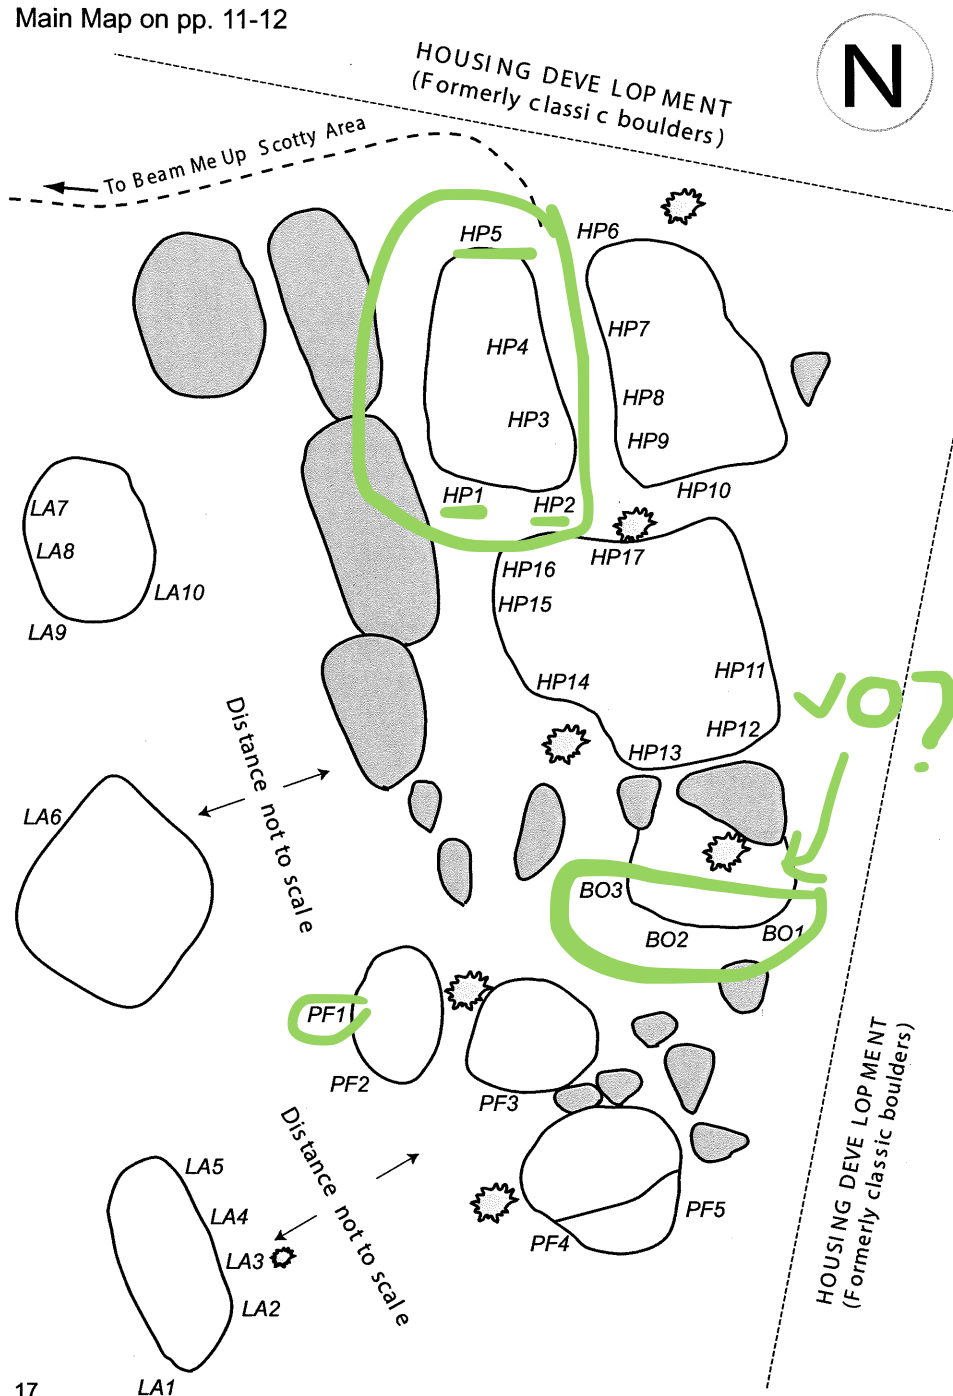 Main Map on pp. 11-12
HOUSING DEVELOPMENT
(Formerly classic boulders)
N
To Beam Me Up Scotty Area
HP5
HP6
HP7
HP4
HP8
HP3
HP9
HP1
HP2
HP10
LA7
LA8
LA10
LA9
HP17
HP16
HP15
HP14
HP11
HP12
HP13
VO?
Distance not to scale
LA6
BO3
BO2
BO1
PF1
PF2
PF3
HOUSING DEVELOPMENT
(Formerly classic boulders)
Distance not to scale
LA5
LA4
LA3
LA2
LA1
PF5
PF4
17